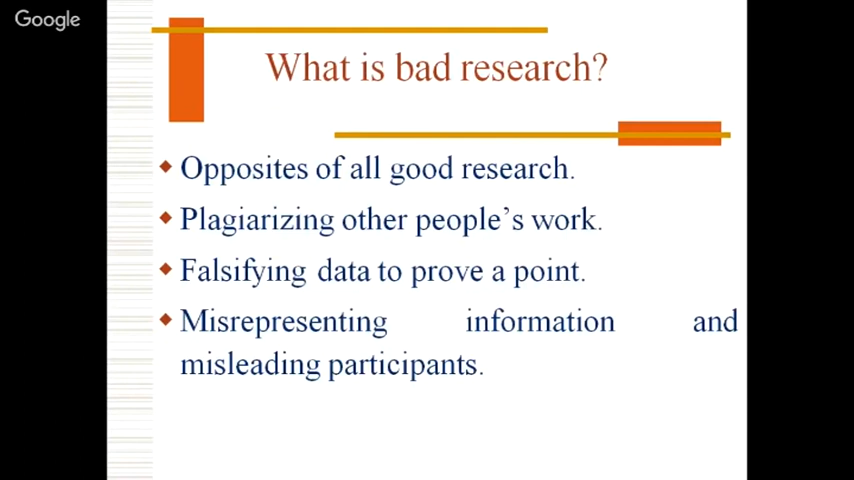 Google
What is bad research?
Opposites of all good research.
Plagiarizing other people’s work.
Falsifying data to prove a point.
Misrepresenting information and
misleading participants.